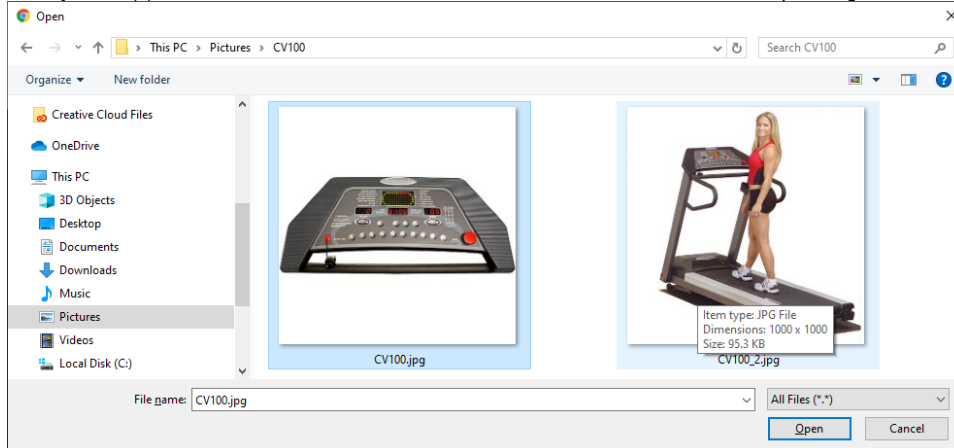 Open
This PC > Pictures > CV100
Search CV100
Organize
New folder
Creative Cloud Files
OneDrive
This PC
3D Objects
Desktop
Documents
Downloads
Music
Pictures
Videos
Local Disk (C:)
CV100.jpg
Item type: JPG File
Dimensions: 1000 x 1000
Size: 95.3 KB
CV100_2.jpg
File name: CV100.jpg
All Files (*.*)
Open
Cancel